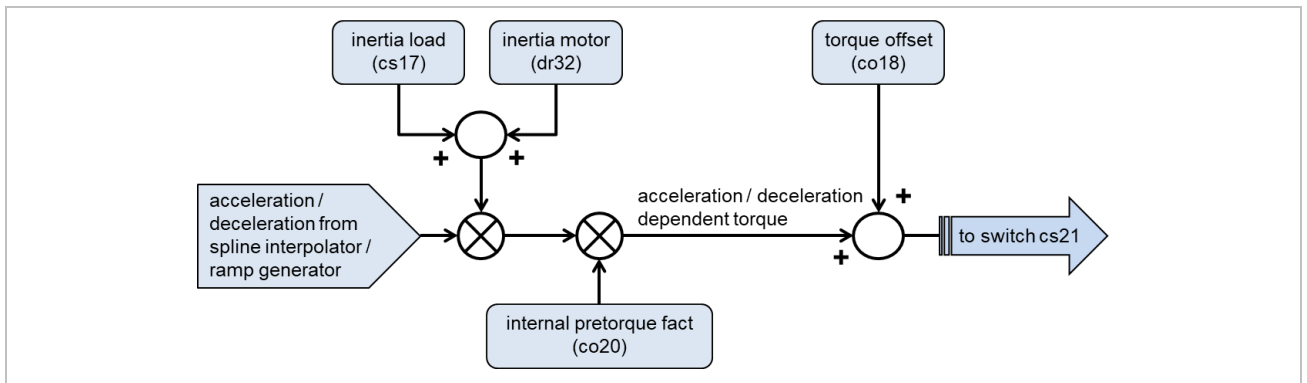 inertia load
(cs17)
inertia motor
(dr32)
torque offset
(co18)
+
+
+
acceleration /
deceleration from
spline interpolator /
ramp generator
acceleration / deceleration
dependent torque
+
to switch cs21
internal pretorque fact
(co20)